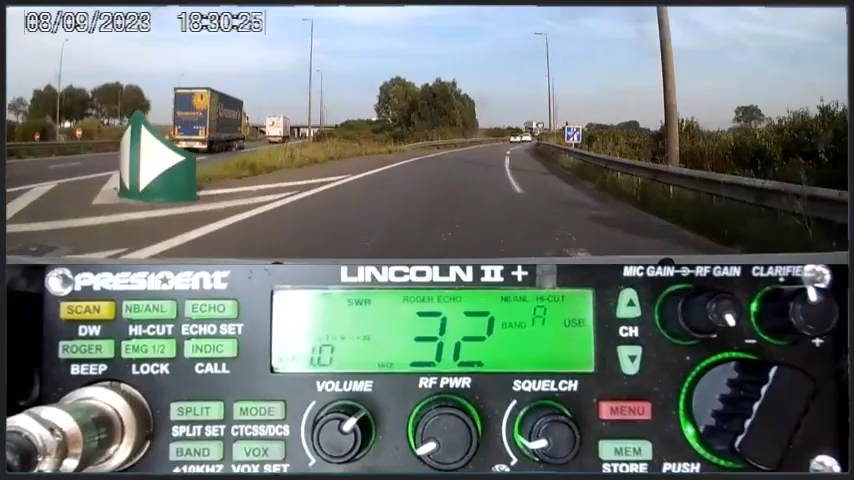 08/09/2023 18:30:25
PRESIDENT
LINCOLN II +
MIC GAIN RF GAIN CLARIFIER
SCAN NB/ANL ECHO
DW HI-CUT ECHO SET
ROGER EMG 1/2 INDIC
BEEP LOCK CALL
SWR ROGER ECHO NB/ANL HI-CUT
32 BAND A USB
1.0
CH
VOLUME RF PWR SQUELCH
SPLIT MODE
SPLIT SET CTCSS/DCS
BAND VOX
+10KHZ VOX SET
MENU
MEM
STORE PUSH
- +